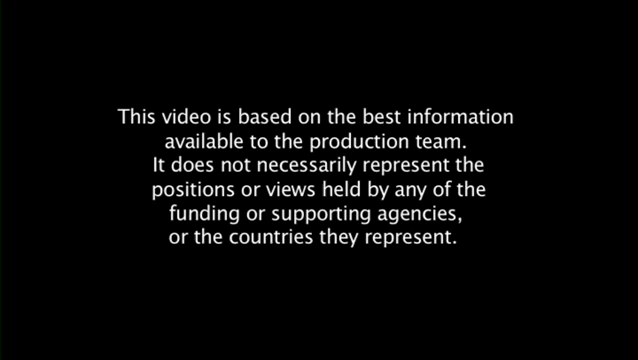 This video is based on the best information
available to the production team.
It does not necessarily represent the
positions or views held by any of the
funding or supporting agencies,
or the countries they represent.